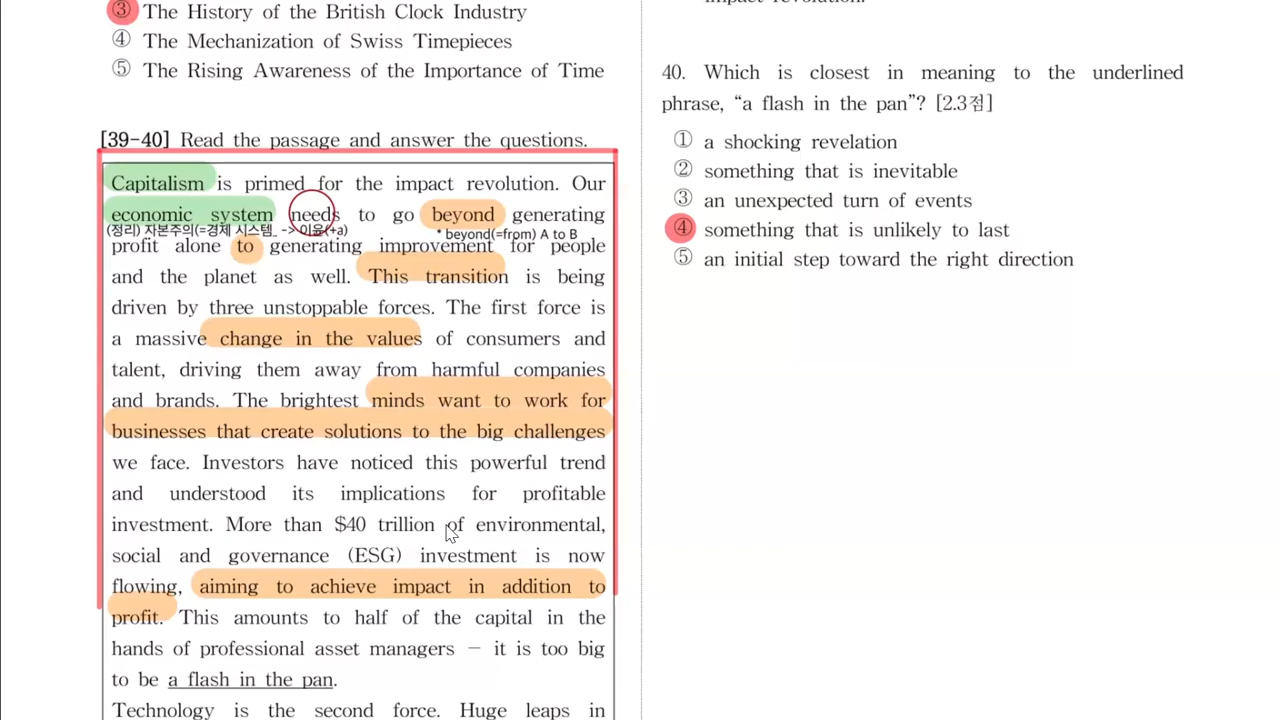 ③ The History of the British Clock Industry
④ The Mechanization of Swiss Timepieces
⑤ The Rising Awareness of the Importance of Time
[39-40] Read the passage and answer the questions.
Capitalism is primed for the impact revolution. Our
economic system needs to go beyond generating
(정리) 자본주의(=경제 시스템_ -> 이윤(+a)
* beyond(=from) A to B
profit alone to generating improvement for people
and the planet as well. This transition is being
driven by three unstoppable forces. The first force is
a massive change in the values of consumers and
talent, driving them away from harmful companies
and brands. The brightest minds want to work for
businesses that create solutions to the big challenges
we face. Investors have noticed this powerful trend
and understood its implications for profitable
investment. More than $40 trillion of environmental,
social and governance (ESG) investment is now
flowing, aiming to achieve impact in addition to
profit. This amounts to half of the capital in the
hands of professional asset managers - it is too big
to be a flash in the pan.
Technology is the second force. Huge leaps in
impact revolution.
40. Which is closest in meaning to the underlined
phrase, "a flash in the pan"? [2.3점]
① a shocking revelation
② something that is inevitable
③ an unexpected turn of events
④ something that is unlikely to last
⑤ an initial step toward the right direction